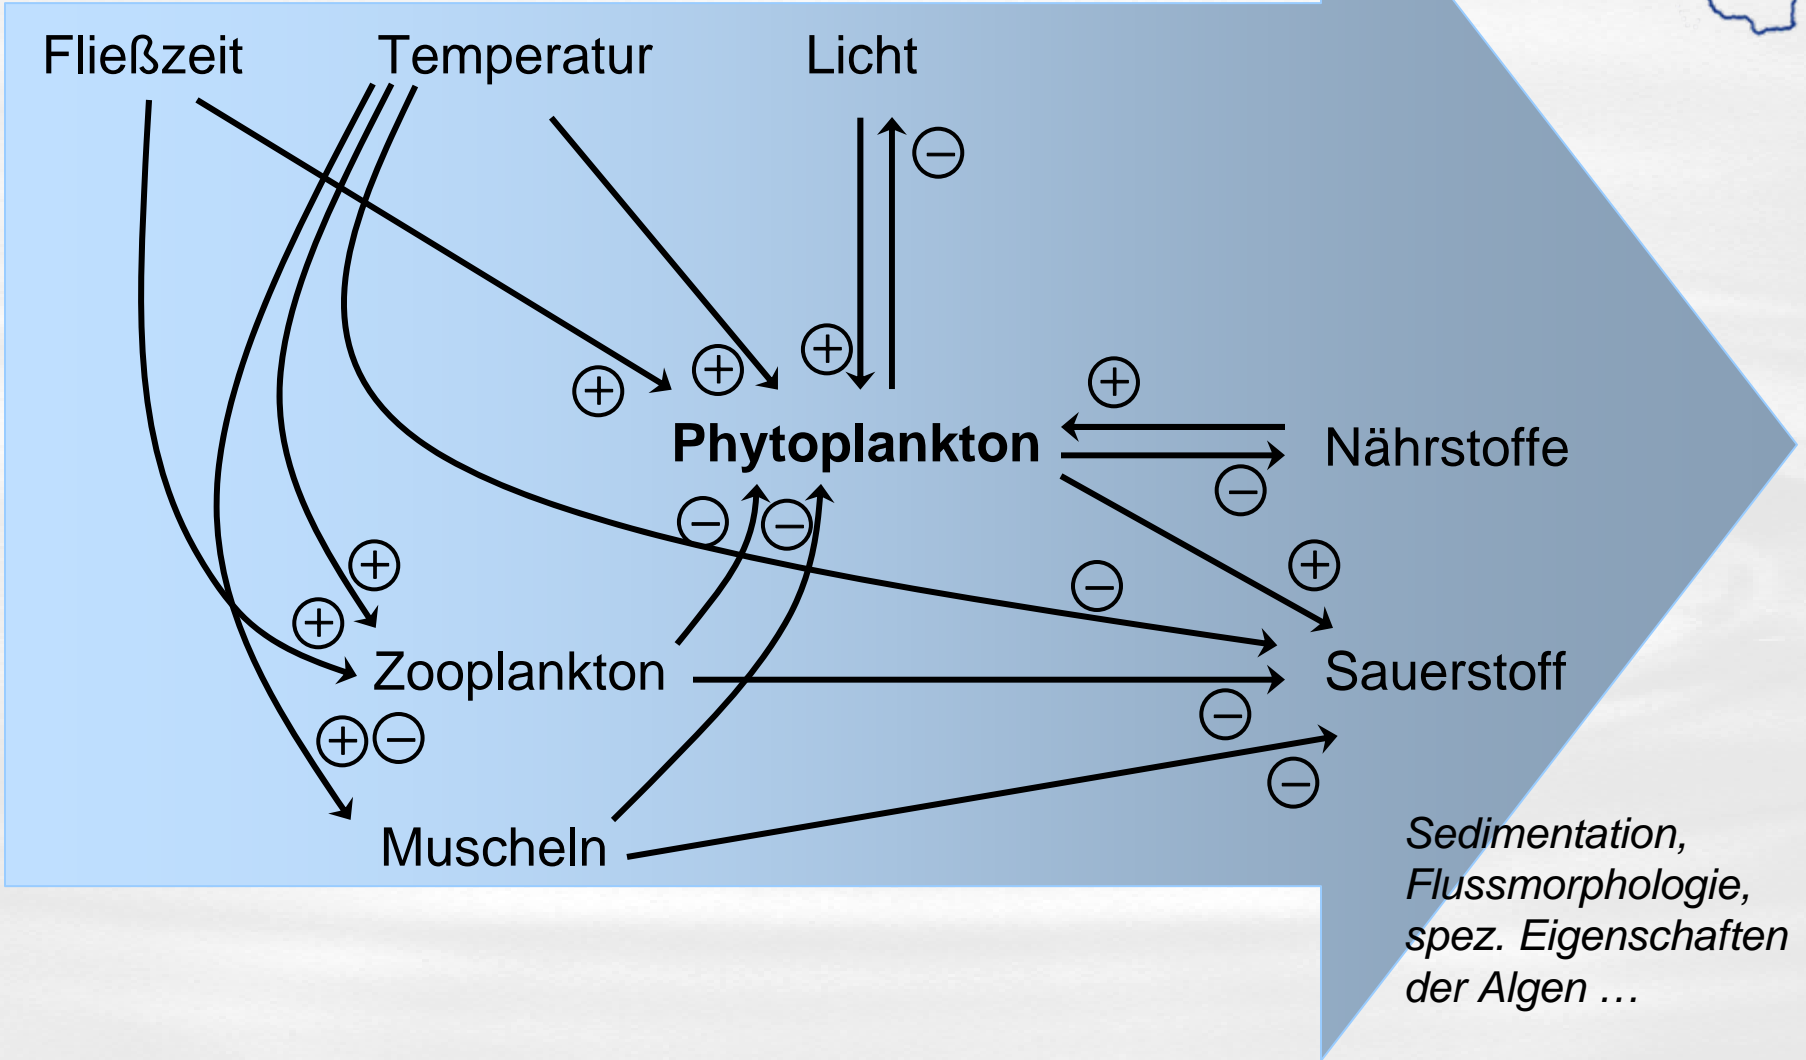 Fließzeit Temperatur Licht
−
+ + + +
Phytoplankton Nährstoffe
− − −
+ − +
+
Zooplankton Sauerstoff
+ − −
−
Muscheln
Sedimentation,
Flussmorphologie,
spez. Eigenschaften
der Algen …